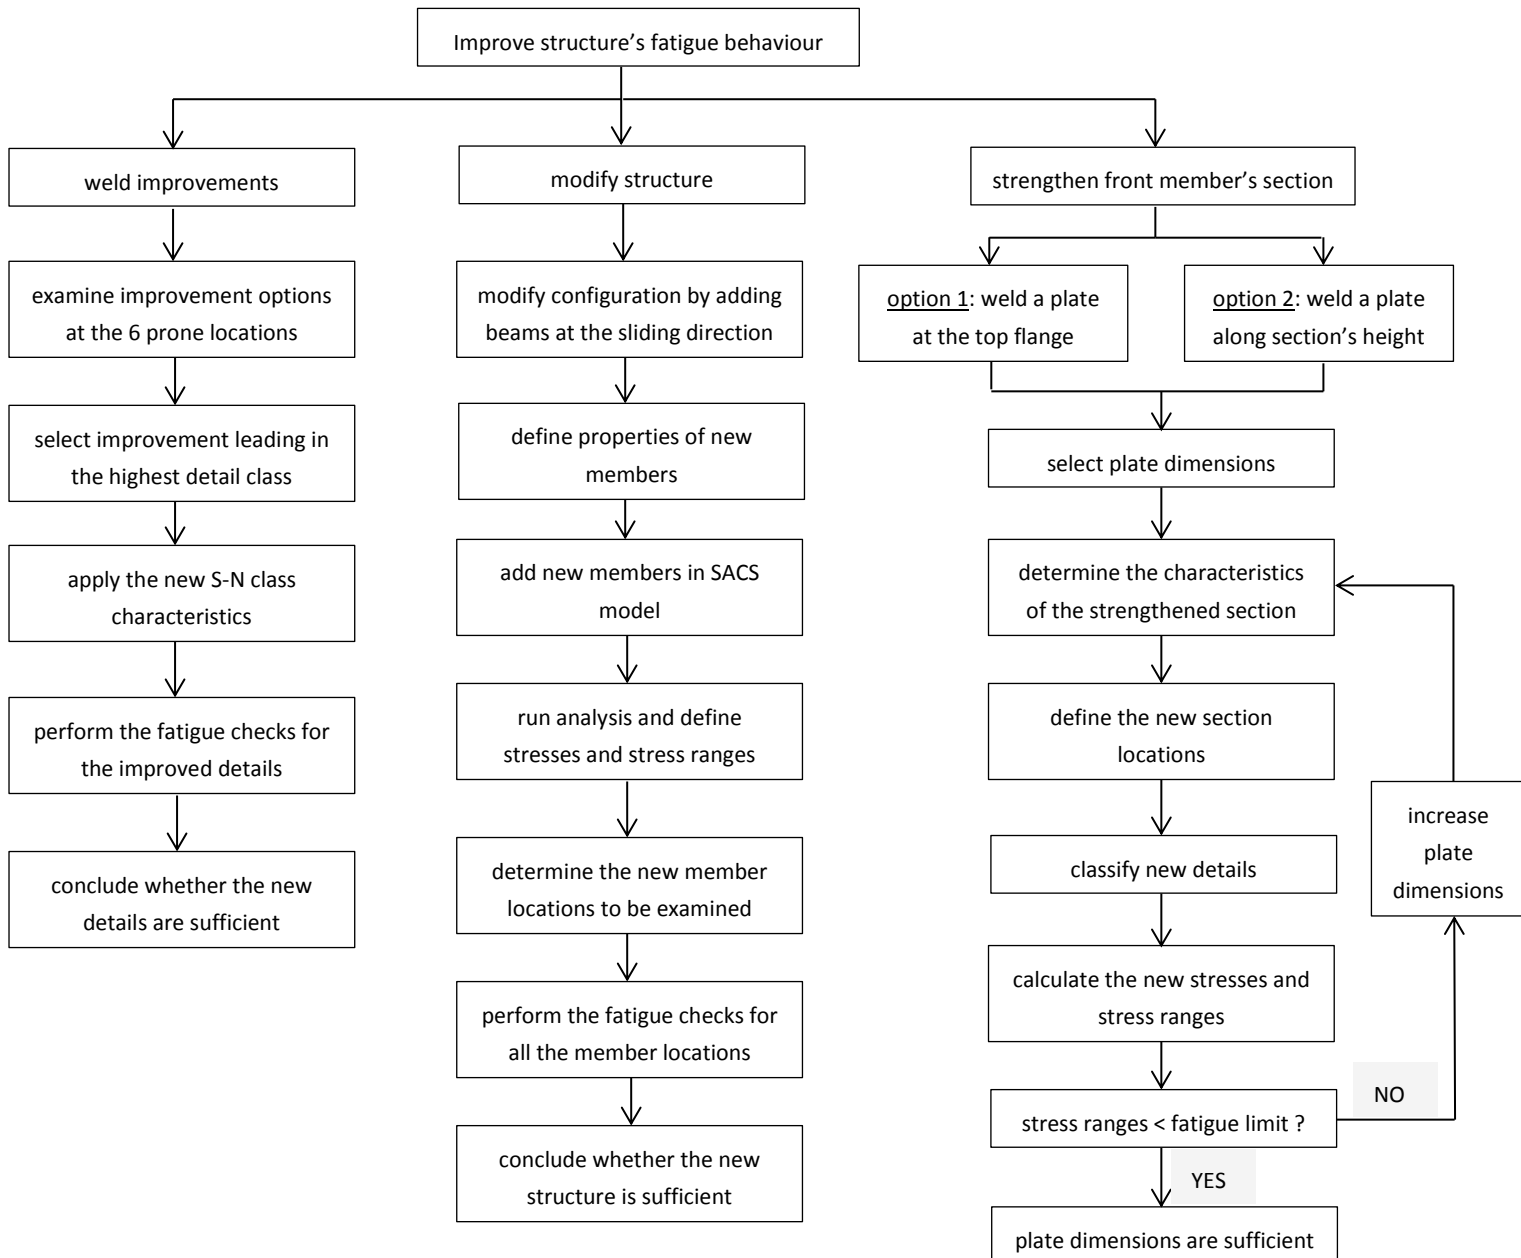 Improve structure’s fatigue behaviour
weld improvements
examine improvement options
at the 6 prone locations
select improvement leading in
the highest detail class
apply the new S-N class
characteristics
perform the fatigue checks for
the improved details
conclude whether the new
details are sufficient
modify structure
modify configuration by adding
beams at the sliding direction
define properties of new
members
add new members in SACS
model
run analysis and define
stresses and stress ranges
determine the new member
locations to be examined
perform the fatigue checks for
all the member locations
conclude whether the new
structure is sufficient
strengthen front member’s section
option 1: weld a plate
at the top flange
option 2: weld a plate
along section’s height
select plate dimensions
determine the characteristics
of the strengthened section
define the new section
locations
classify new details
calculate the new stresses and
stress ranges
stress ranges < fatigue limit ?
NO
increase
plate
dimensions
YES
plate dimensions are sufficient